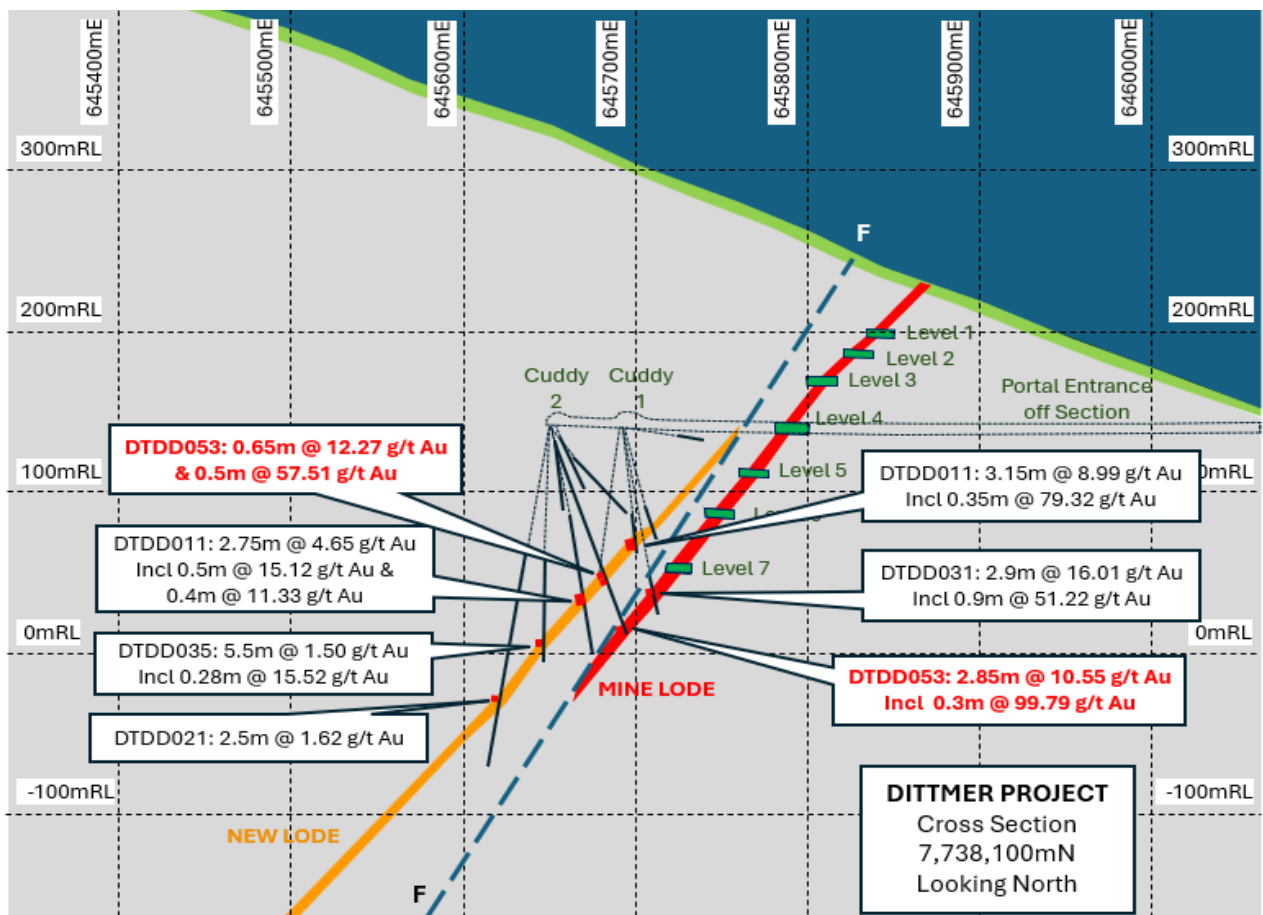 645400mE
645500mE
645600mE
645700mE
645800mE
645900mE
646000mE
300mRL
300mRL
F
200mRL
200mRL
Level 1
Level 2
Cuddy
2
Cuddy
1
Level 3
Portal Entrance
off Section
Level 4
DTDD053: 0.65m @ 12.27 g/t Au
& 0.5m @ 57.51 g/t Au
100mRL
Level 5
DTDD011: 3.15m @ 8.99 g/t Au
Incl 0.35m @ 79.32 g/t Au
0mRL
DTDD011: 2.75m @ 4.65 g/t Au
Incl 0.5m @ 15.12 g/t Au &
0.4m @ 11.33 g/t Au
Level 7
DTDD031: 2.9m @ 16.01 g/t Au
Incl 0.9m @ 51.22 g/t Au
0mRL
0mRL
DTDD035: 5.5m @ 1.50 g/t Au
Incl 0.28m @ 15.52 g/t Au
MINE LODE
DTDD053: 2.85m @ 10.55 g/t Au
Incl 0.3m @ 99.79 g/t Au
DTDD021: 2.5m @ 1.62 g/t Au
-100mRL
-100mRL
NEW LODE
F
DITTMER PROJECT
Cross Section
7,738,100mN
Looking North